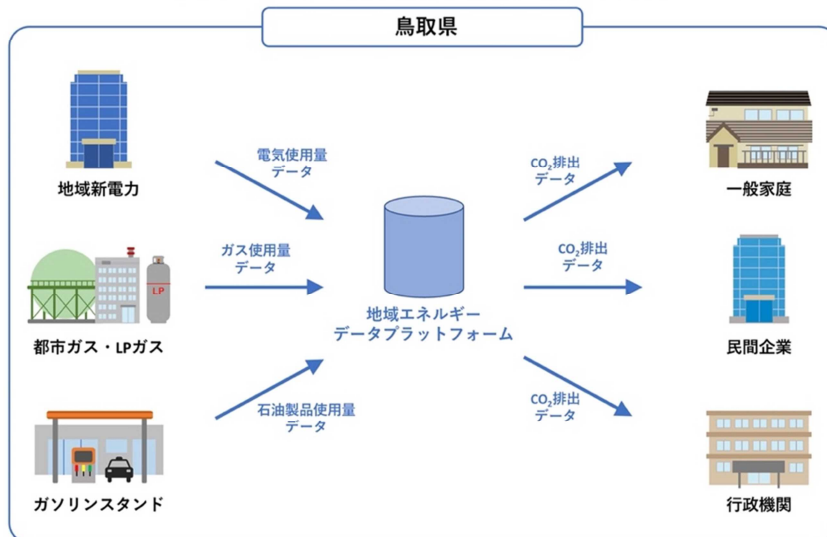 鳥取県
地域新電力
電気使用量
データ
LP
都市ガス・LPガス
ガス使用量
データ
ガソリンスタンド
石油製品使用量
データ
地域エネルギー
データプラットフォーム
CO₂排出
データ
一般家庭
CO₂排出
データ
民間企業
CO₂排出
データ
行政機関